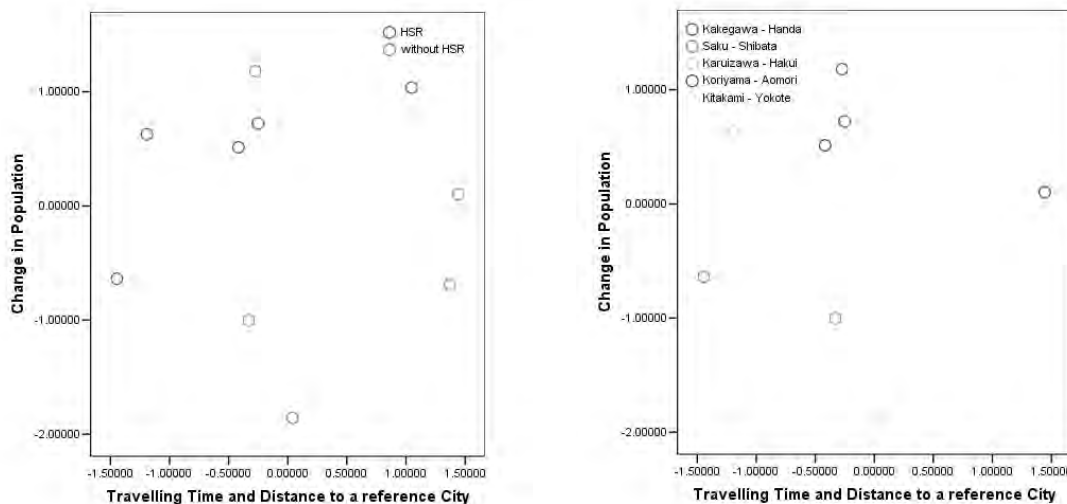 HSR
without HSR
1.00000
0.00000
-1.00000
-2.00000
-1.50000 -1.00000 -0.50000 0.00000 0.50000 1.00000 1.50000
Change in Population
Travelling Time and Distance to a reference City
Kakegawa - Handa
Saku - Shibata
Karuizawa - Hakui
Koriyama - Aomori
Kitakami - Yokote
1.00000
0.00000
-1.00000
-2.00000
-1.50000 -1.00000 -0.50000 0.00000 0.50000 1.00000 1.50000
Change in Population
Travelling Time and Distance to a reference City